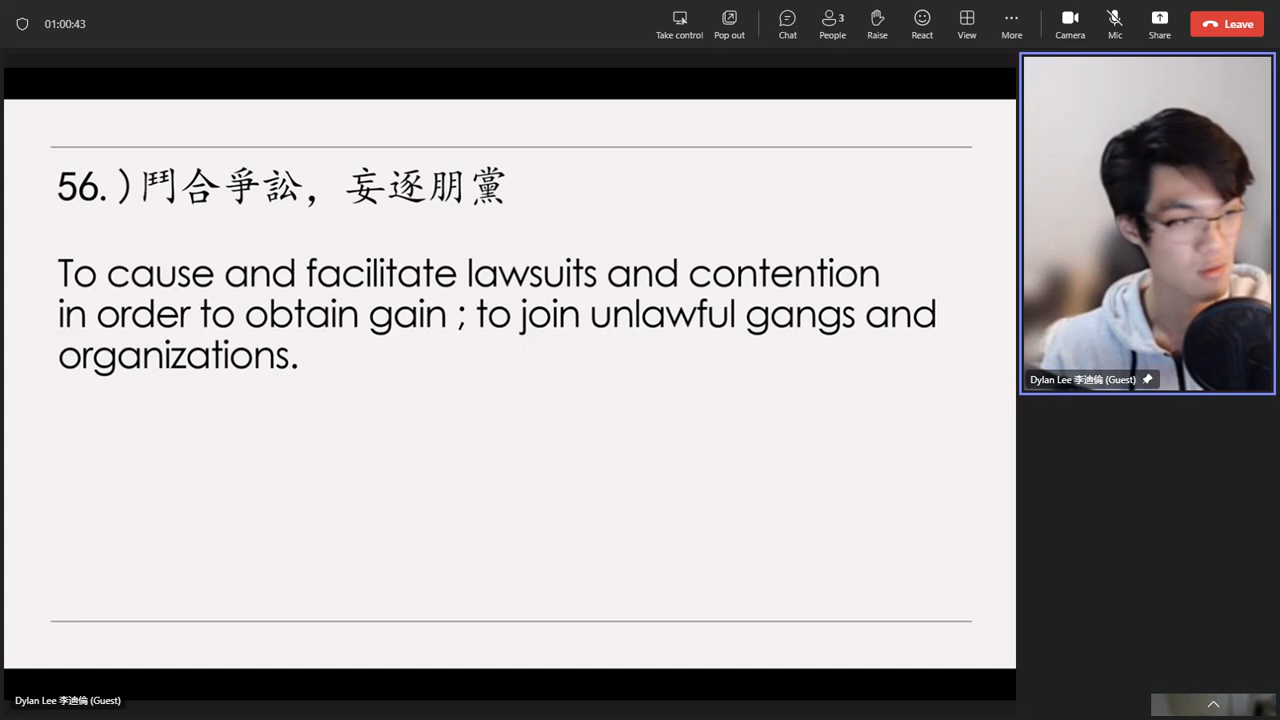 01:00:43
Take control
Pop out
Chat
People
3
Raise
React
View
More
Camera
Mic
Share
Leave
56. ) 鬥合爭訟，妄逐朋黨
To cause and facilitate lawsuits and contention
in order to obtain gain ; to join unlawful gangs and
organizations.
Dylan Lee 李迪倫 (Guest)
Dylan Lee 李迪倫 (Guest)